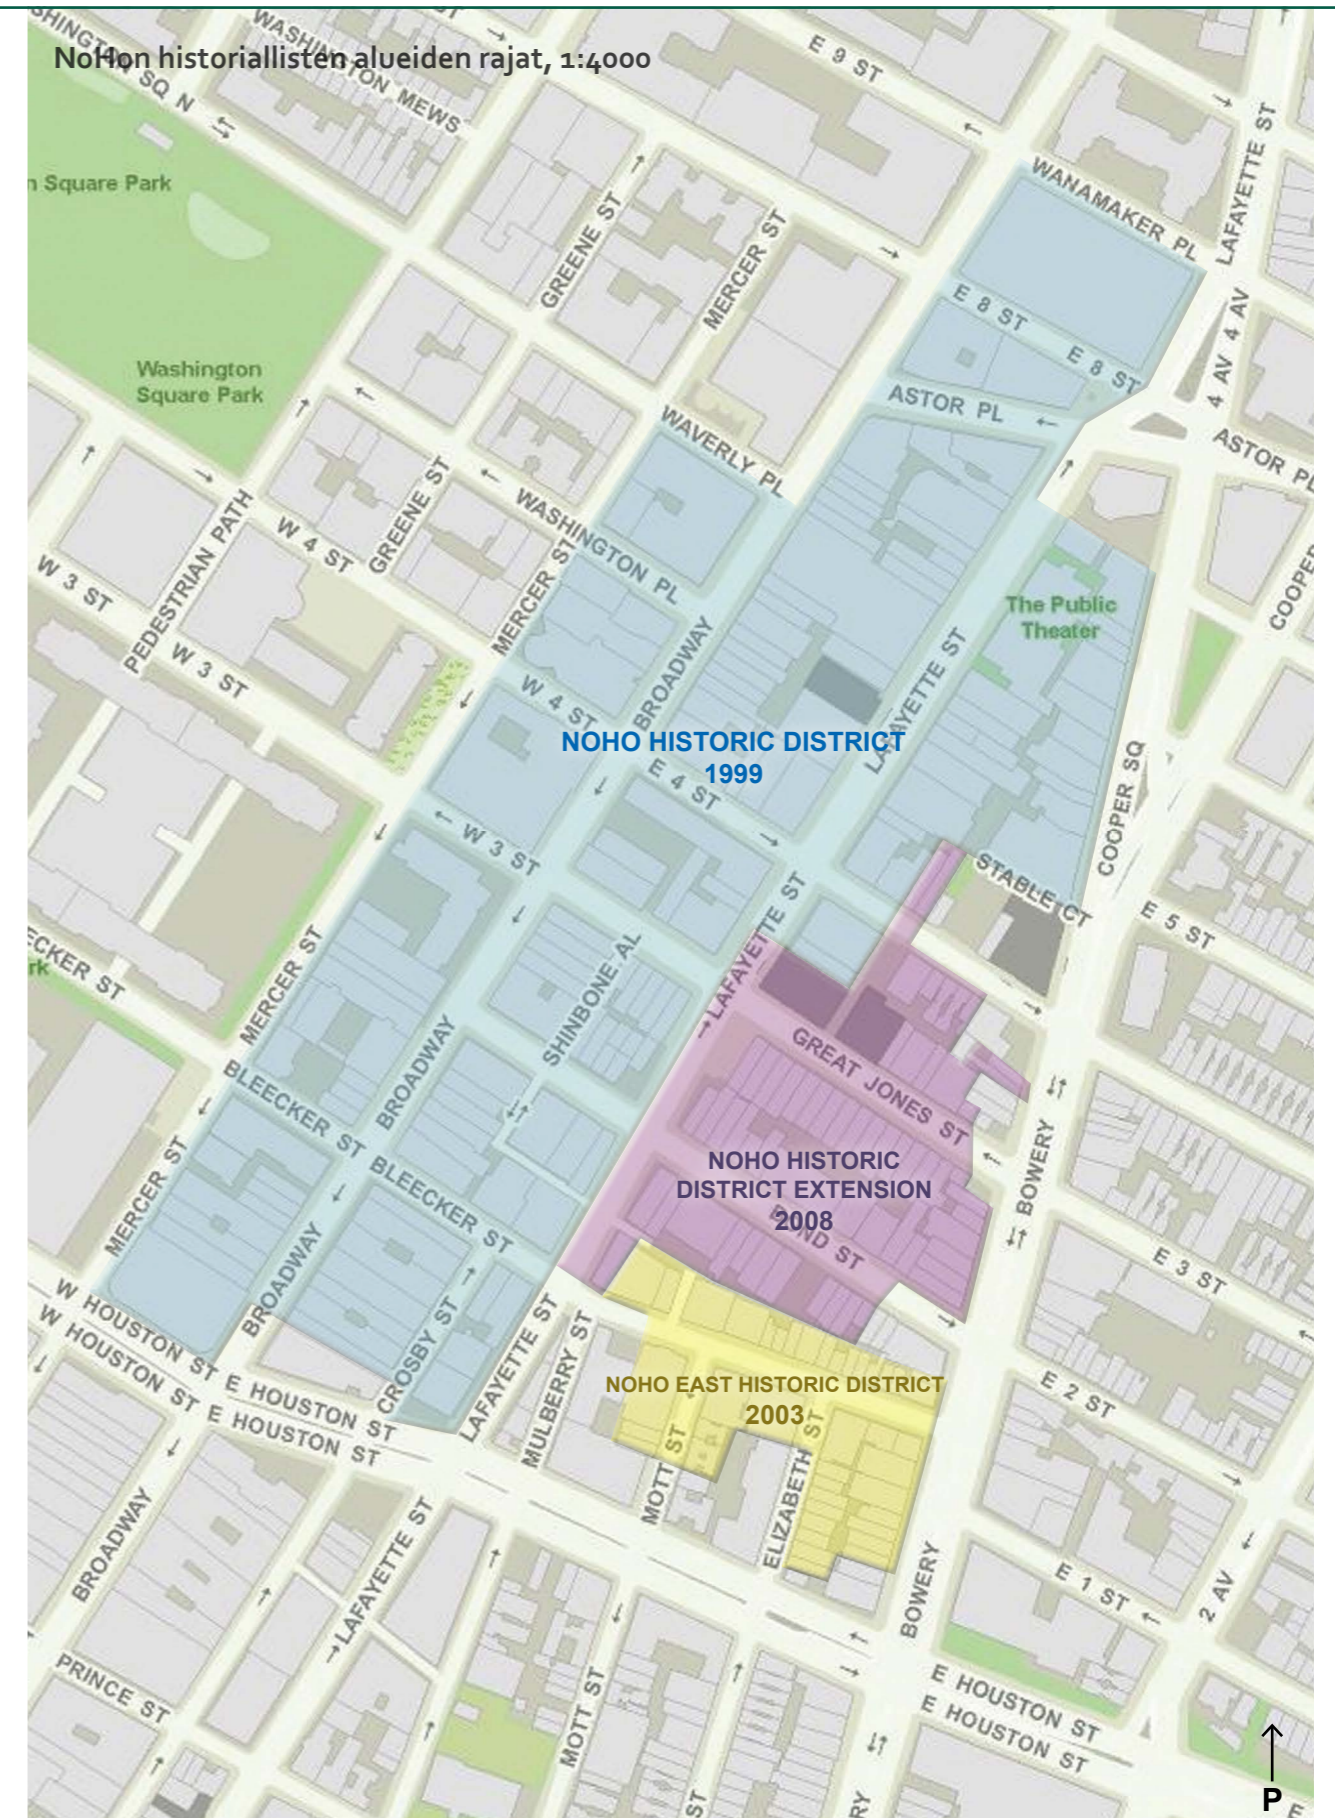 NoHon historiallisten alueiden rajat, 1:4000
WASHINGTON MEWS
E 9 ST
n Square Park
WANAMAKER PL
LAFAYETTE ST
GREENE ST
MERCER ST
E 8 ST
E 8 ST
4 AV
4 AV
Washington
Square Park
ASTOR PL
ASTOR PL
WAVERLY PL
GREENE ST
WASHINGTON PL
PEDESTRIAN PATH
W 4 ST
W 3 ST
W 3 ST
MERCER ST
The Public
Theater
COOPER
BROADWAY
LAFAYETTE ST
W 4 ST
NOHO HISTORIC DISTRICT
1999
E 4 ST
COOPER SQ
W 3 ST
STABLE CT
E 5 ST
LAFAYETTE ST
SHINBONE AL
MERCER ST
ECKER ST
rk
BROADWAY
GREAT JONES ST
BLEECKER ST
BLEECKER ST
BOWERY
MERCER ST
NOHO HISTORIC
DISTRICT EXTENSION
2008
BOND ST
E 3 ST
BROADWAY
W HOUSTON ST
W HOUSTON ST
E HOUSTON ST
E HOUSTON ST
CROSBY ST
LAFAYETTE ST
MULBERRY ST
NOHO EAST HISTORIC DISTRICT
2003
E 2 ST
MOTT ST
ELIZABETH ST
BROADWAY
LAFAYETTE ST
BOWERY
E 1 ST
2 AV
PRINCE ST
MOTT ST
E HOUSTON ST
E HOUSTON ST
ST
RY
P